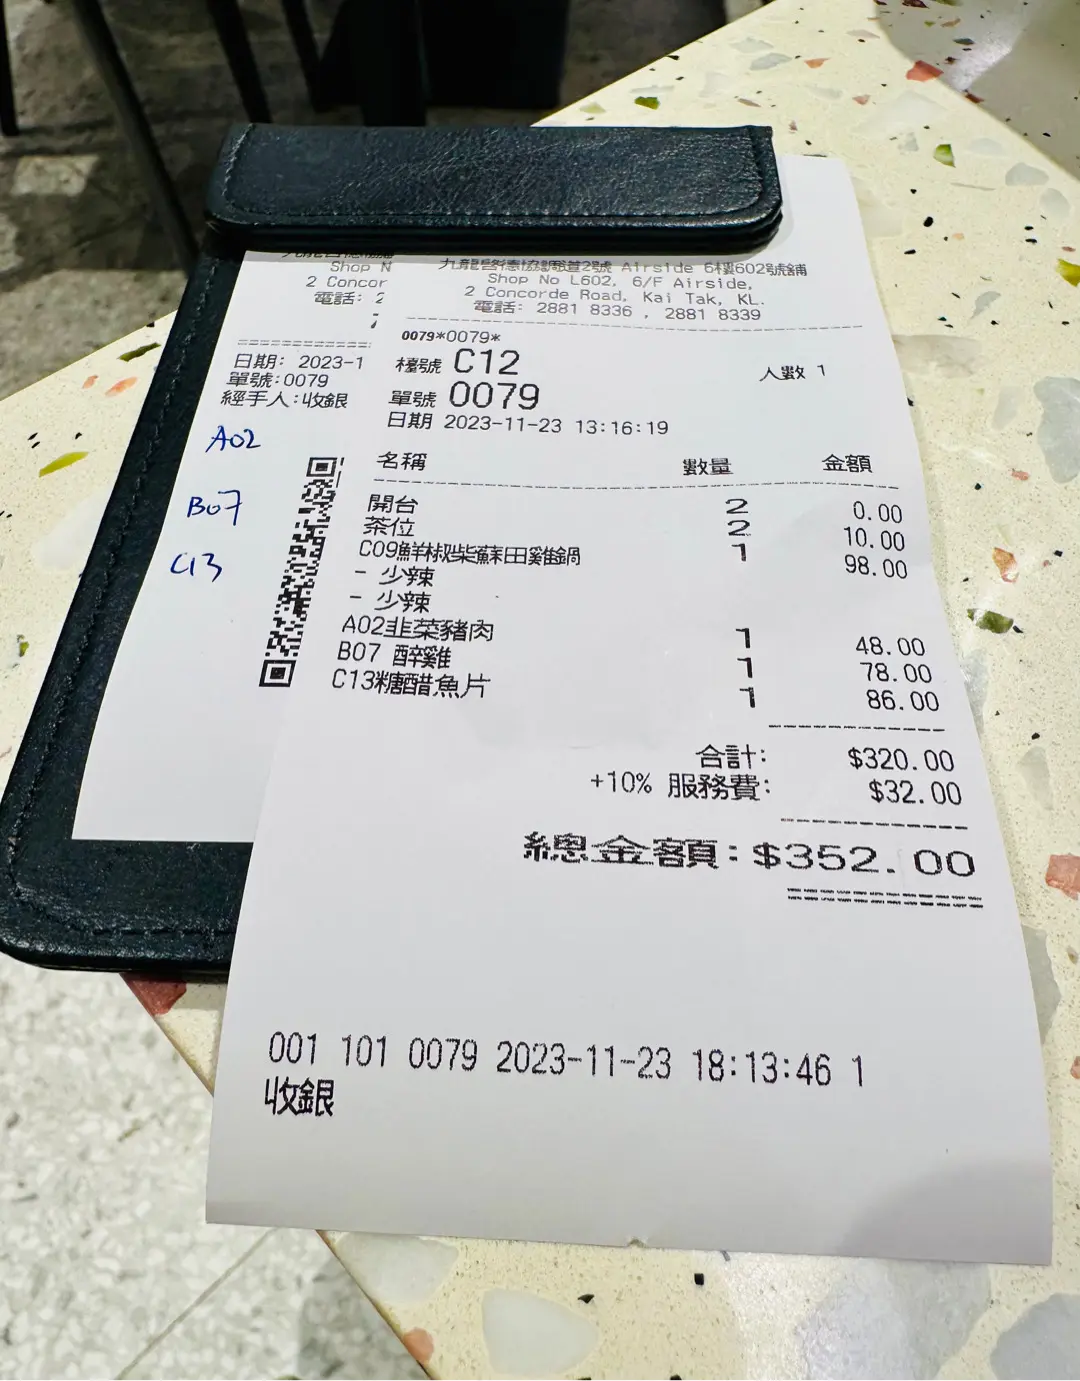 Shop N
2 Concor
電話: 2
7
日期: 2023-1
單號:0079
經手人:收銀
A02
B07
C13
九龍啓德協調道2號 Airside 6樓602號舖
Shop No L602, 6/F Airside,
2 Concorde Road, Kai Tak, KL.
電話: 2881 8336 , 2881 8339
0079*0079*
檯號 C12 人數 1
單號 0079
日期 2023-11-23 13:16:19
名稱 數量 金額
開台 2 0.00
茶位 2 10.00
C09鮮椒柴蘇田雞鍋 1 98.00
- 少辣
- 少辣
A02韭菜豬肉 1 48.00
B07 醉雞 1 78.00
C13糖醋魚片 1 86.00
合計: $320.00
+10% 服務費: $32.00
總金額: $352.00
001 101 0079 2023-11-23 18:13:46 1
收銀